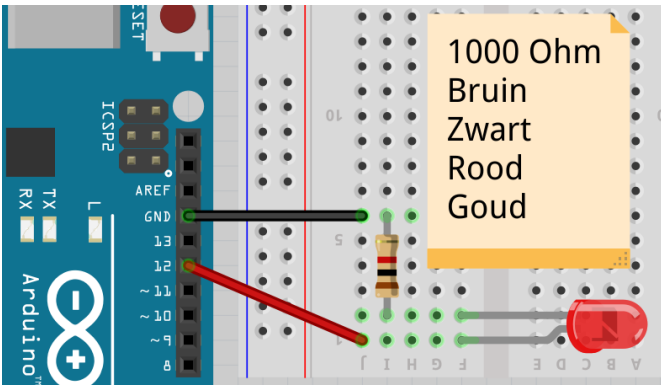 RESET
ICSP2
AREF
GND
13
12
~ 11
~ 10
~ 9
8
RX
TX
L
Arduino™
10
5
1
J I H G F E D C B A
1000 Ohm
Bruin
Zwart
Rood
Goud